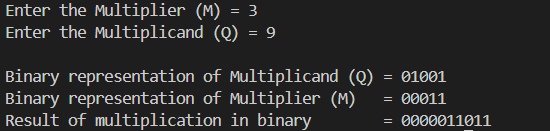 Enter the Multiplier (M) = 3
Enter the Multiplicand (Q) = 9
Binary representation of Multiplicand (Q) = 01001
Binary representation of Multiplier (M)   = 00011
Result of multiplication in binary        = 0000011011